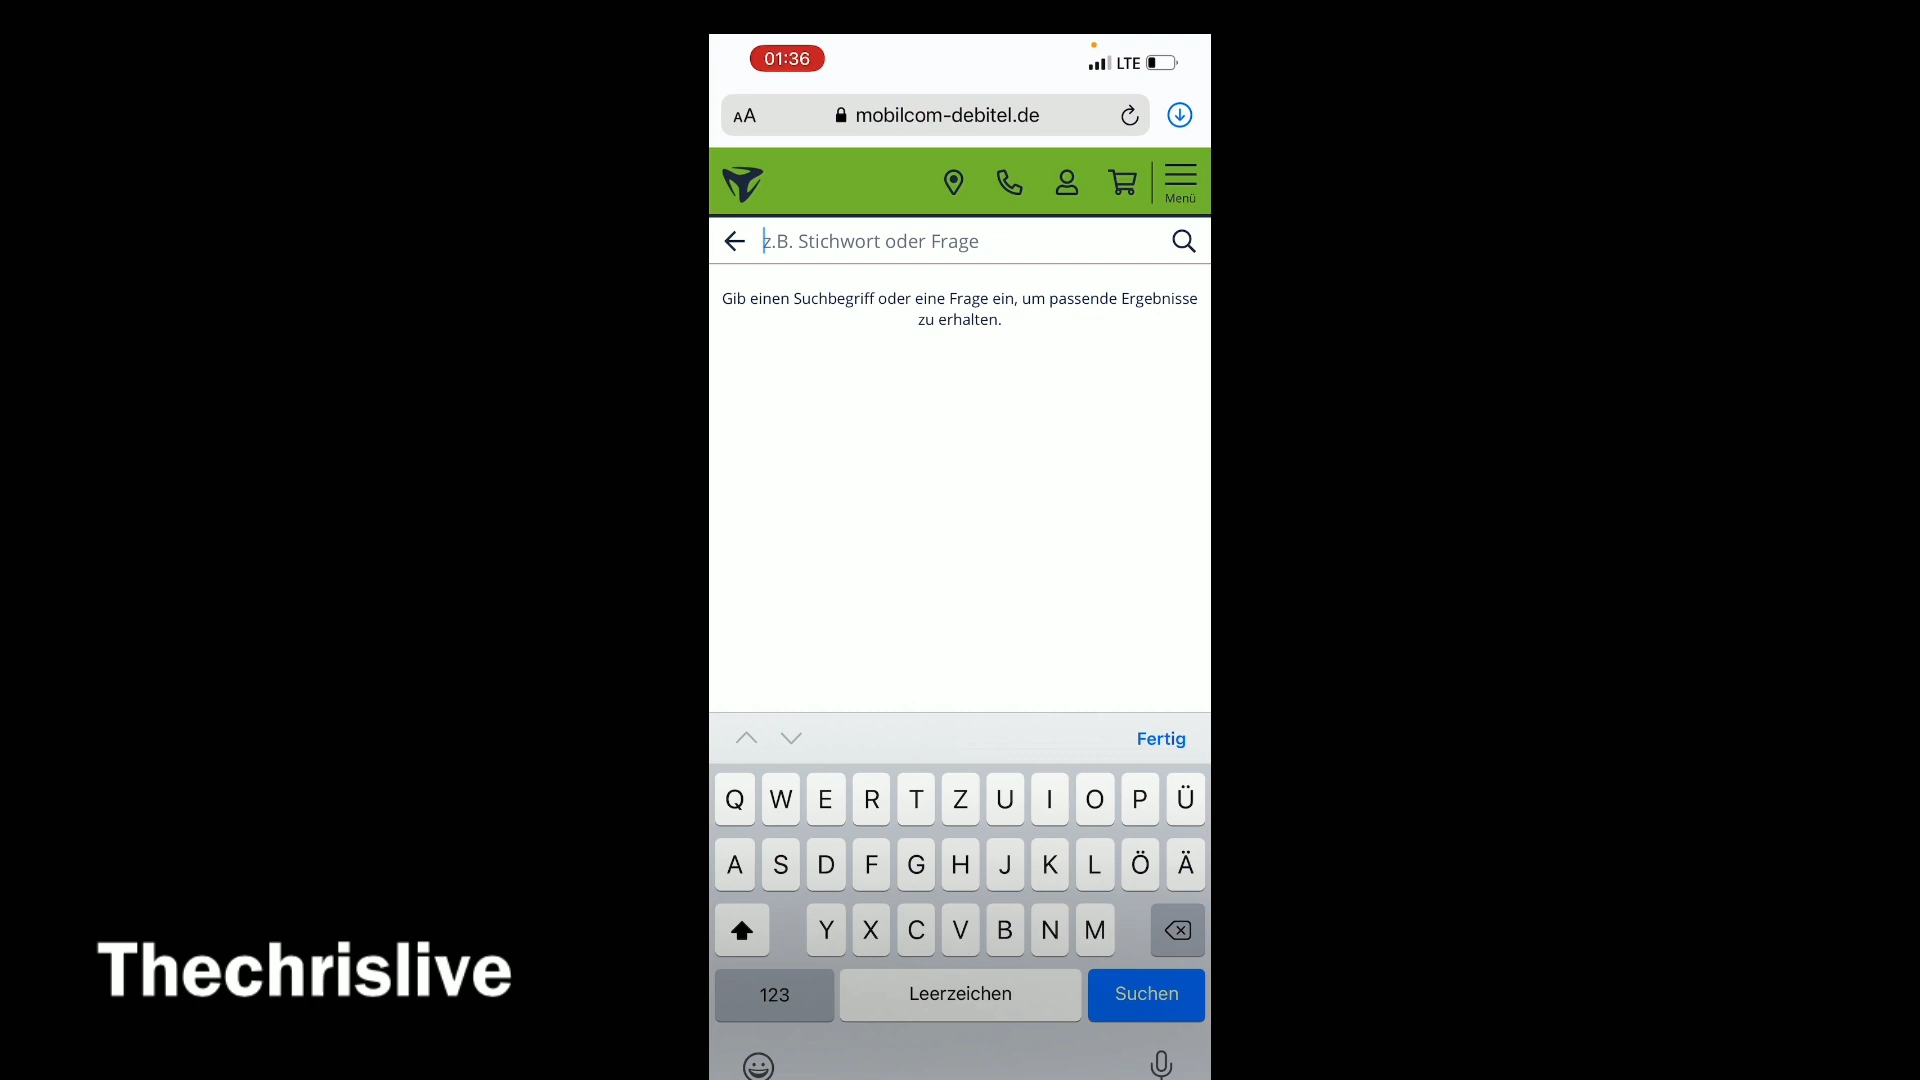 01:36
LTE
AA
mobilcom-debitel.de
Menü
z.B. Stichwort oder Frage
Gib einen Suchbegriff oder eine Frage ein, um passende Ergebnisse
zu erhalten.
Fertig
Q W E R T Z U I O P Ü
A S D F G H J K L Ö Ä
Y X C V B N M
123 Leerzeichen Suchen
Thechrislive